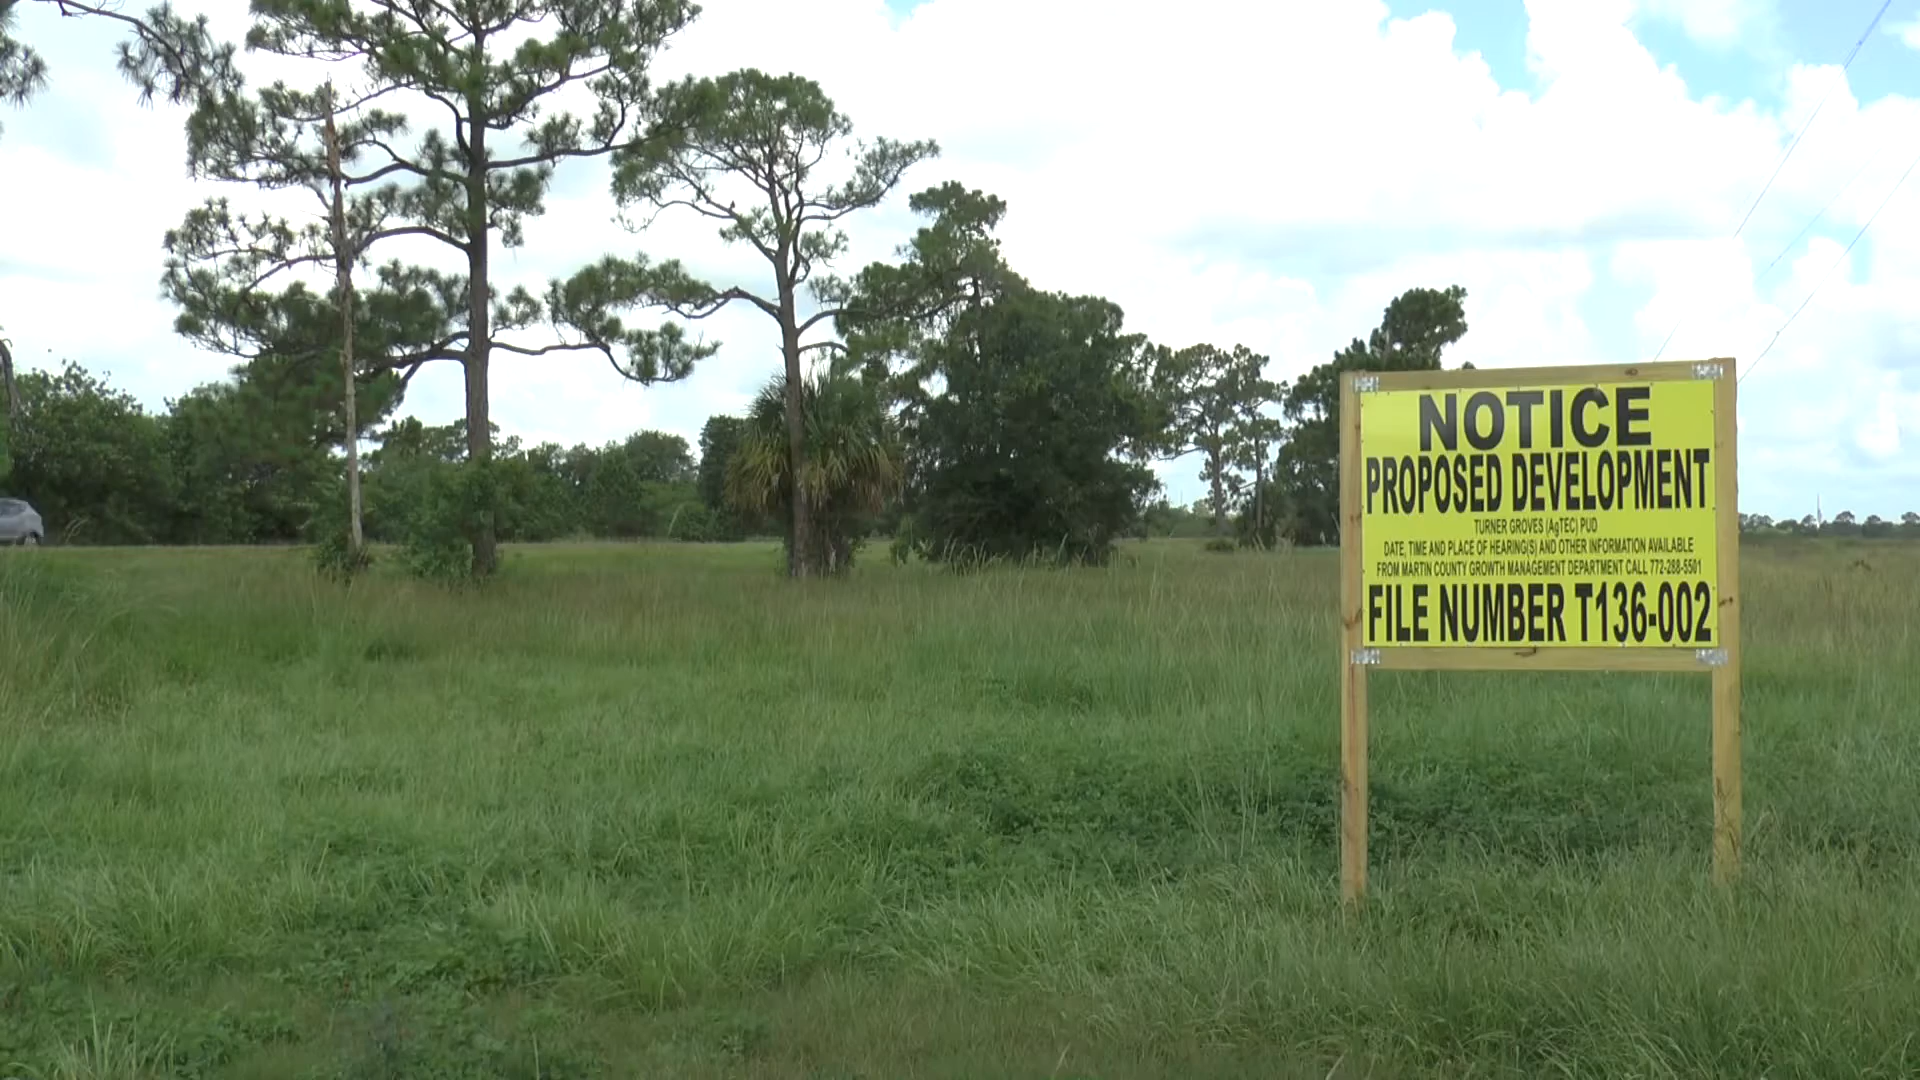 NOTICE
PROPOSED DEVELOPMENT
TURNER GROVES (AgTEC) PUD
DATE, TIME AND PLACE OF HEARING(S) AND OTHER INFORMATION AVAILABLE
FROM MARTIN COUNTY GROWTH MANAGEMENT DEPARTMENT CALL 772-288-5501
FILE NUMBER T136-002